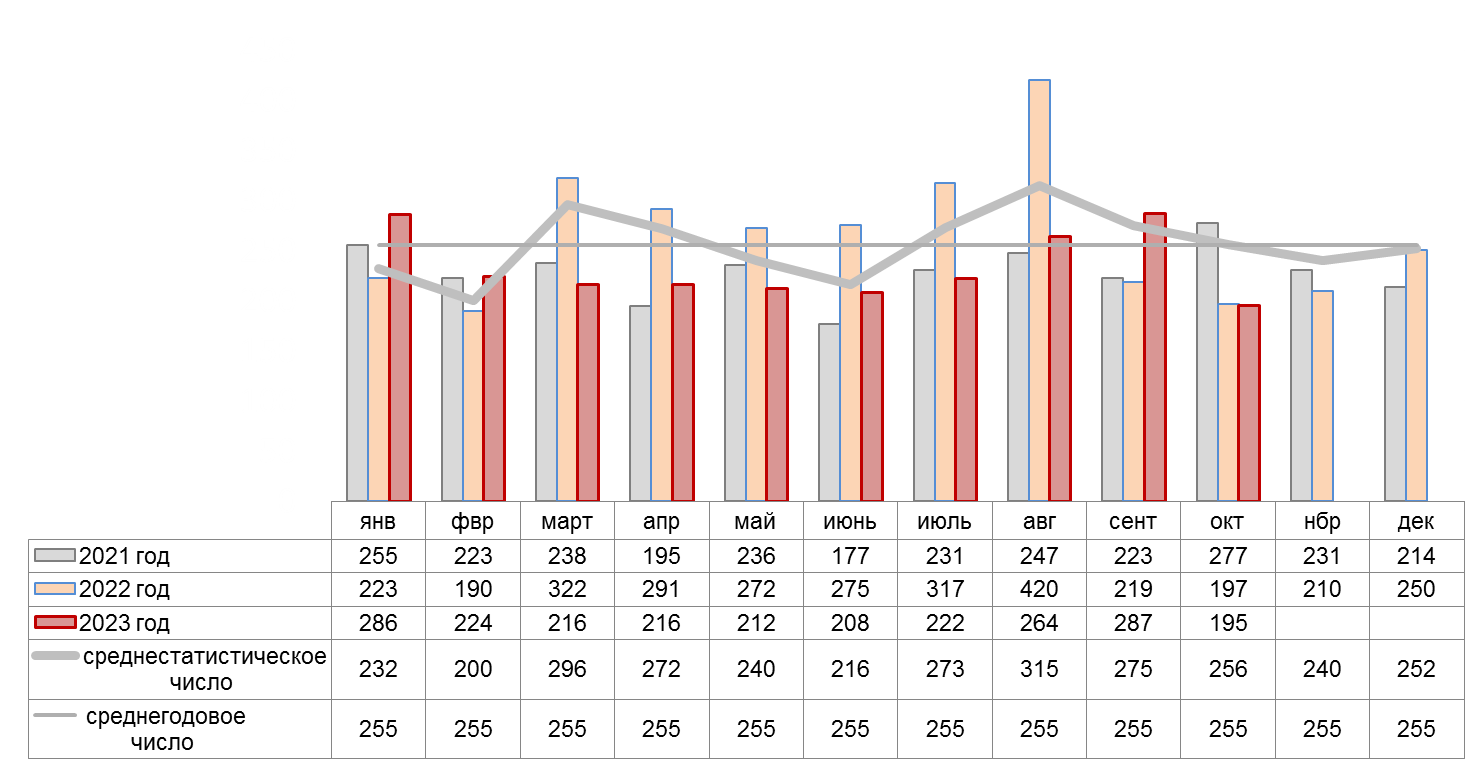 янв фвр март апр май июнь июль авг сент окт нбр дек
2021 год 255 223 238 195 236 177 231 247 223 277 231 214
2022 год 223 190 322 291 272 275 317 420 219 197 210 250
2023 год 286 224 216 216 212 208 222 264 287 195
среднестатистическое
число 232 200 296 272 240 216 273 315 275 256 240 252
среднегодовое
число 255 255 255 255 255 255 255 255 255 255 255 255